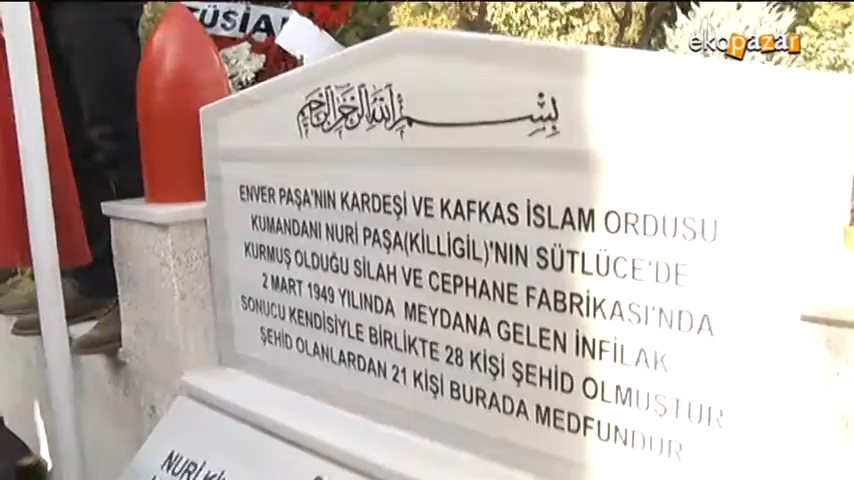 TÜSİAD
ekopazar
بسم الله الرحمن الرحيم
ENVER PAŞA'NIN KARDEŞİ VE KAFKAS İSLAM ORDUSU
KUMANDANI NURİ PAŞA(KİLLİGİL)'NIN SÜTLÜCE'DE
KURMUŞ OLDUĞU SİLAH VE CEPHANE FABRİKASI'NDA
2 MART 1949 YILINDA MEYDANA GELEN İNFİLAK
SONUCU KENDİSİYLE BİRLİKTE 28 KİŞİ ŞEHİD OLMUŞTUR
ŞEHİD OLANLARDAN 21 KİŞİ BURADA MEDFUNDUR
NURİ